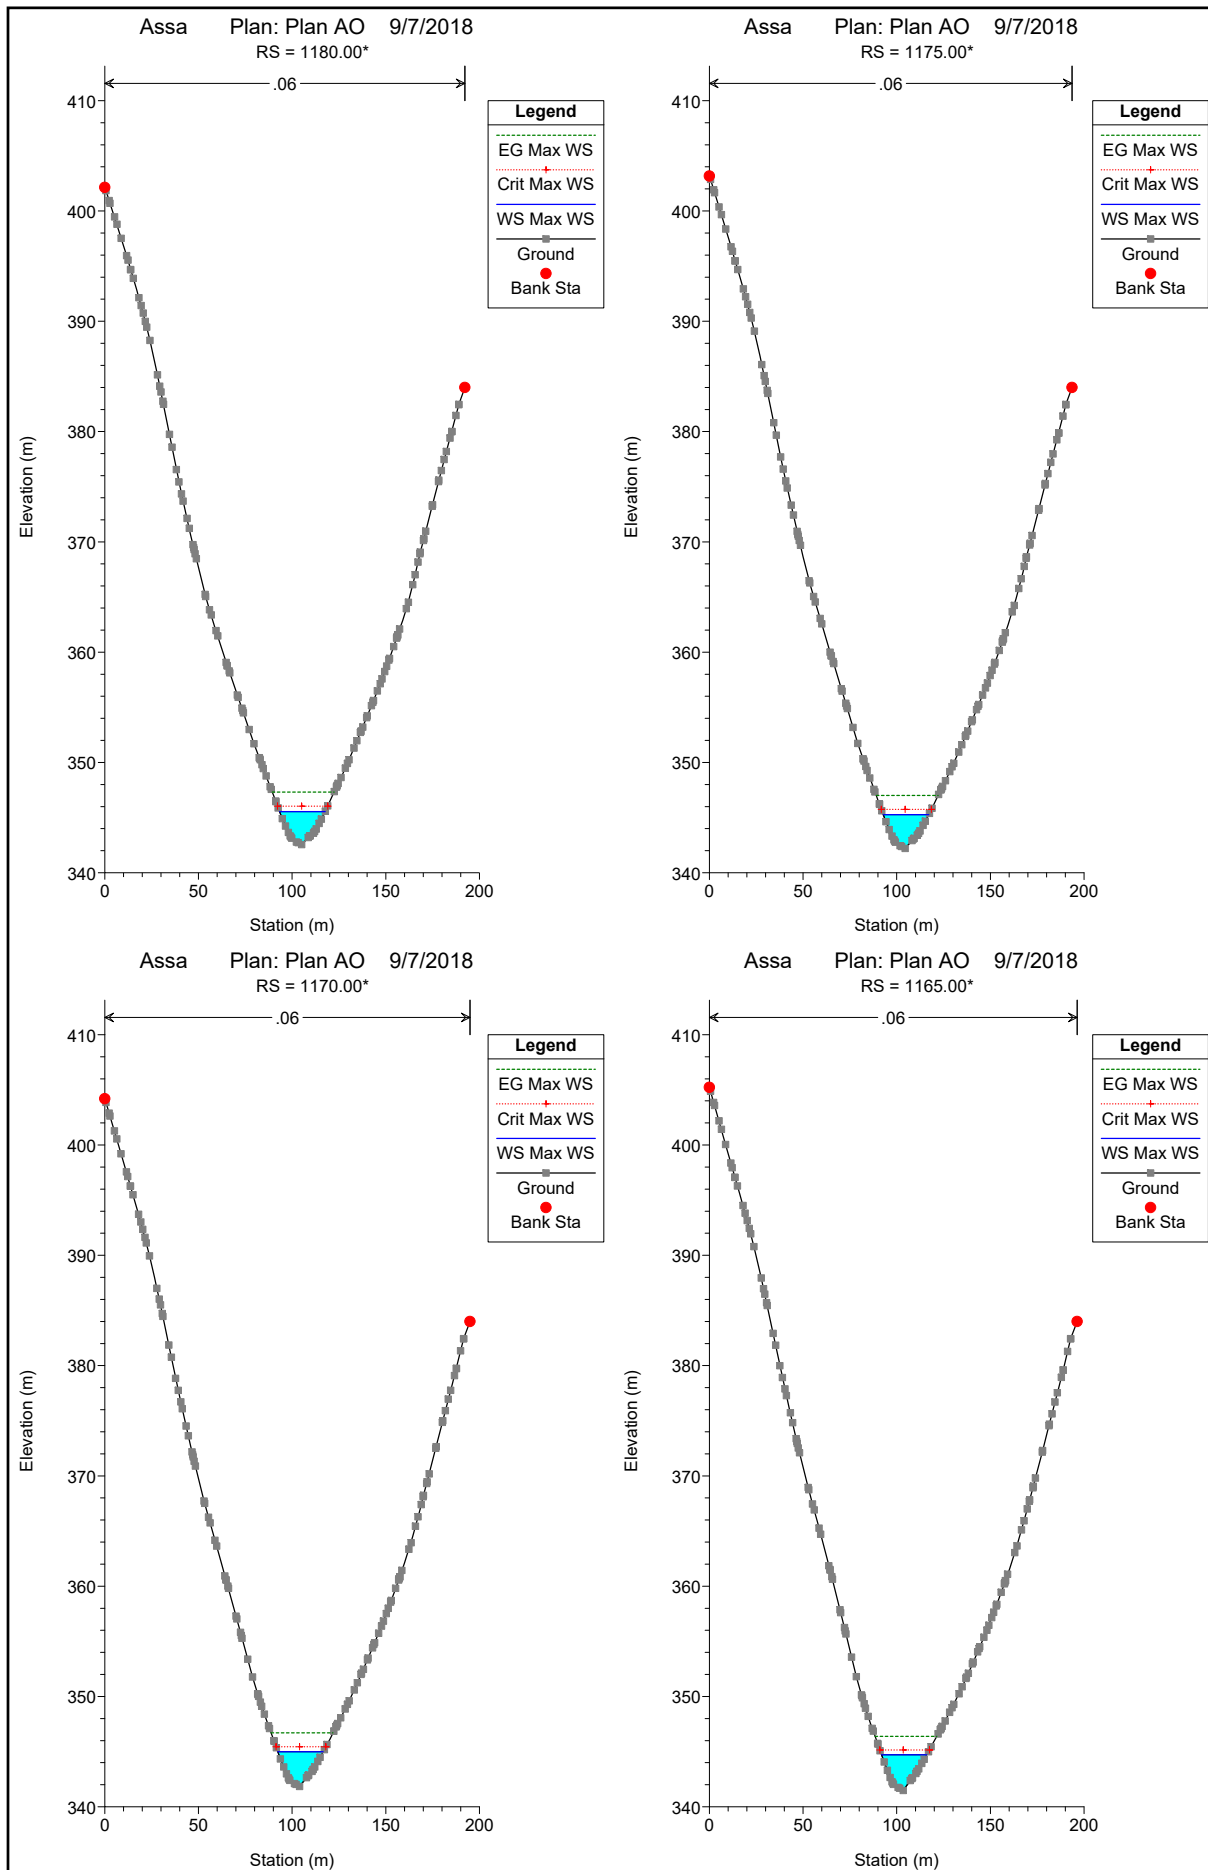 Assa Plan: Plan AO 9/7/2018
RS = 1180.00*
.06
410
400
390
380
370
360
350
340
0 50 100 150 200
Station (m)
Elevation (m)
Legend
EG Max WS
Crit Max WS
WS Max WS
Ground
Bank Sta
Assa Plan: Plan AO 9/7/2018
RS = 1175.00*
.06
410
400
390
380
370
360
350
340
0 50 100 150 200
Station (m)
Elevation (m)
Legend
EG Max WS
Crit Max WS
WS Max WS
Ground
Bank Sta
Assa Plan: Plan AO 9/7/2018
RS = 1170.00*
.06
410
400
390
380
370
360
350
340
0 50 100 150 200
Station (m)
Elevation (m)
Legend
EG Max WS
Crit Max WS
WS Max WS
Ground
Bank Sta
Assa Plan: Plan AO 9/7/2018
RS = 1165.00*
.06
410
400
390
380
370
360
350
340
0 50 100 150 200
Station (m)
Elevation (m)
Legend
EG Max WS
Crit Max WS
WS Max WS
Ground
Bank Sta